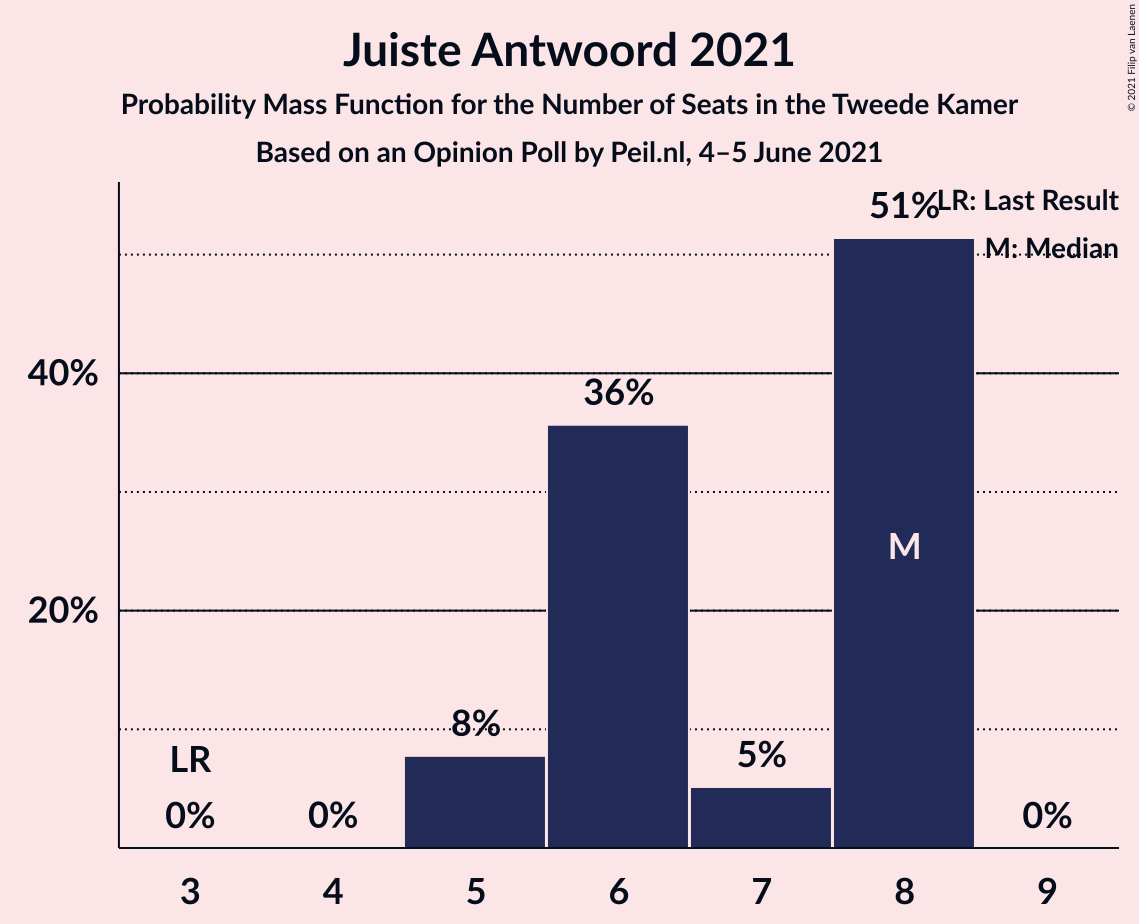 Juiste Antwoord 2021
Probability Mass Function for the Number of Seats in the Tweede Kamer
Based on an Opinion Poll by Peil.nl, 4–5 June 2021
© 2021 Filip van Laenen
LR: Last Result
M: Median
51%
40%
36%
M
20%
8%
5%
LR
0%
0%
0%
3 4 5 6 7 8 9